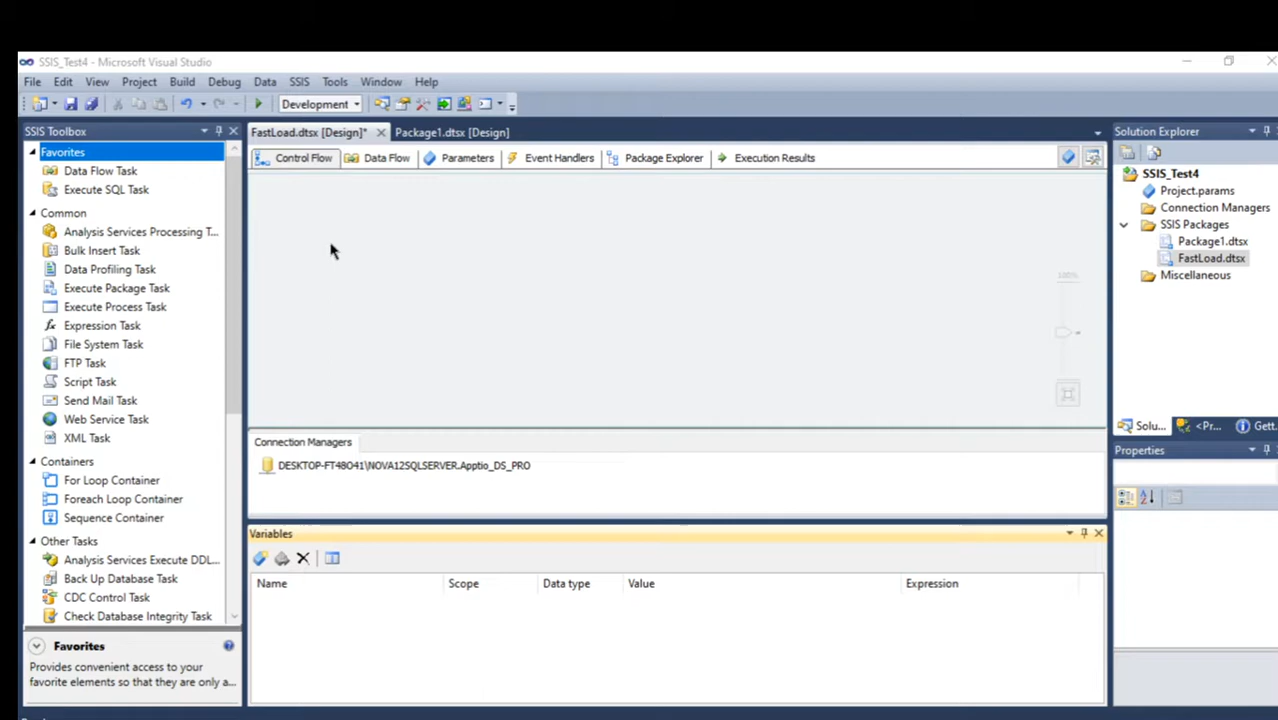 SSIS_Test4 - Microsoft Visual Studio
File Edit View Project Build Debug Data SSIS Tools Window Help
Development
SSIS Toolbox
Favorites
Data Flow Task
Execute SQL Task
Common
Analysis Services Processing T...
Bulk Insert Task
Data Profiling Task
Execute Package Task
Execute Process Task
Expression Task
File System Task
FTP Task
Script Task
Send Mail Task
Web Service Task
XML Task
Containers
For Loop Container
Foreach Loop Container
Sequence Container
Other Tasks
Analysis Services Execute DDL...
Back Up Database Task
CDC Control Task
Check Database Integrity Task
Favorites
Provides convenient access to your
favorite elements so that they are only a...
FastLoad.dtsx [Design]* Package1.dtsx [Design]
Control Flow Data Flow Parameters Event Handlers Package Explorer Execution Results
100%
Connection Managers
DESKTOP-FT48O41\NOVA12SQLSERVER.Apptio_DS_PRO
Variables
Name Scope Data type Value Expression
Solution Explorer
SSIS_Test4
Project.params
Connection Managers
SSIS Packages
Package1.dtsx
FastLoad.dtsx
Miscellaneous
Solu... <Pr... Gett.
Properties